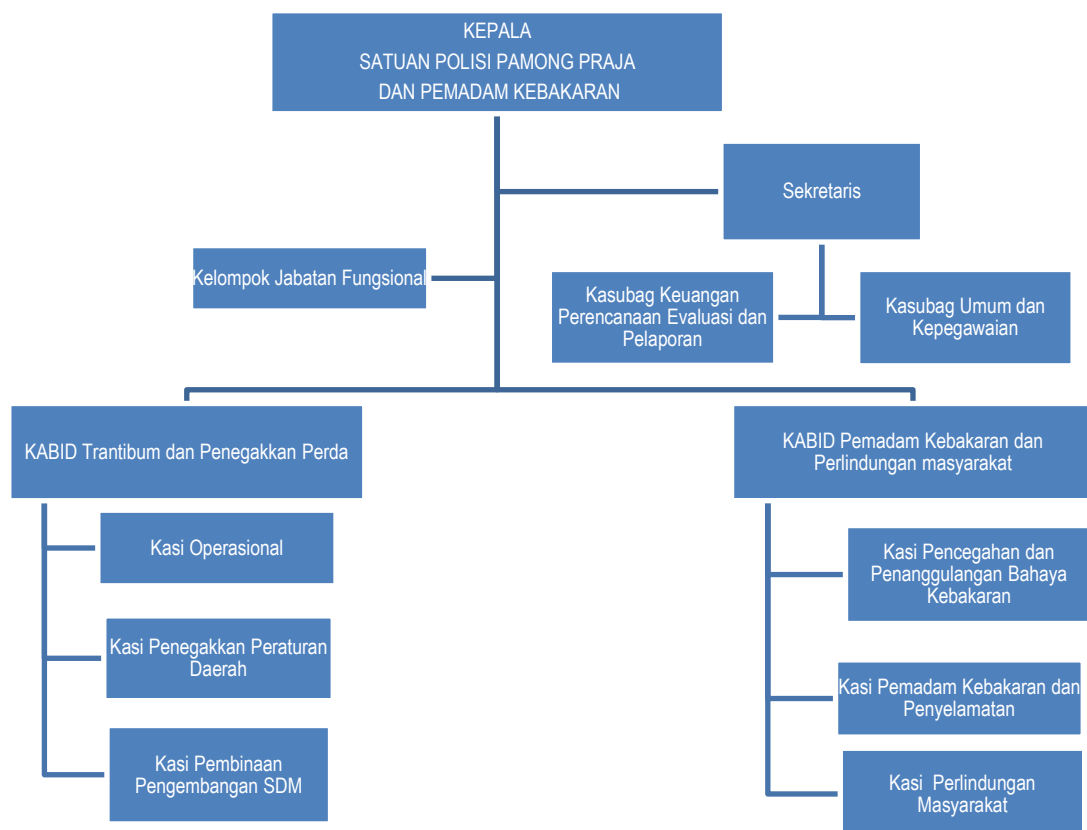 KEPALA
SATUAN POLISI PAMONG PRAJA
DAN PEMADAM KEBAKARAN
Sekretaris
Kelompok Jabatan Fungsional
Kasubag Keuangan
Perencanaan Evaluasi dan
Pelaporan
Kasubag Umum dan
Kepegawaian
KABID Trantibum dan Penegakkan Perda
KABID Pemadam Kebakaran dan
Perlindungan masyarakat
Kasi Operasional
Kasi Penegakkan Peraturan
Daerah
Kasi Pembinaan
Pengembangan SDM
Kasi Pencegahan dan
Penanggulangan Bahaya
Kebakaran
Kasi Pemadam Kebakaran dan
Penyelamatan
Kasi  Perlindungan
Masyarakat